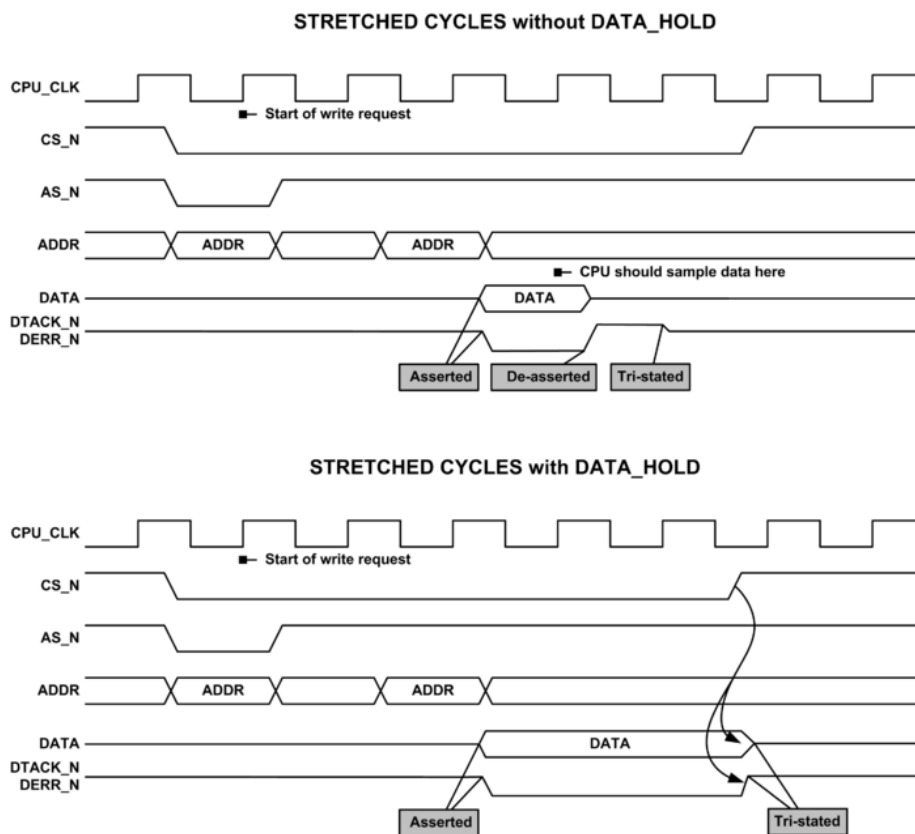 STRETCHED CYCLES without DATA_HOLD
CPU_CLK
Start of write request
CS_N
AS_N
ADDR ADDR ADDR
CPU should sample data here
DATA DATA
DTACK_N
DERR_N
Asserted De-asserted Tri-stated
STRETCHED CYCLES with DATA_HOLD
CPU_CLK
Start of write request
CS_N
AS_N
ADDR ADDR ADDR
DATA DATA
DTACK_N
DERR_N
Asserted Tri-stated